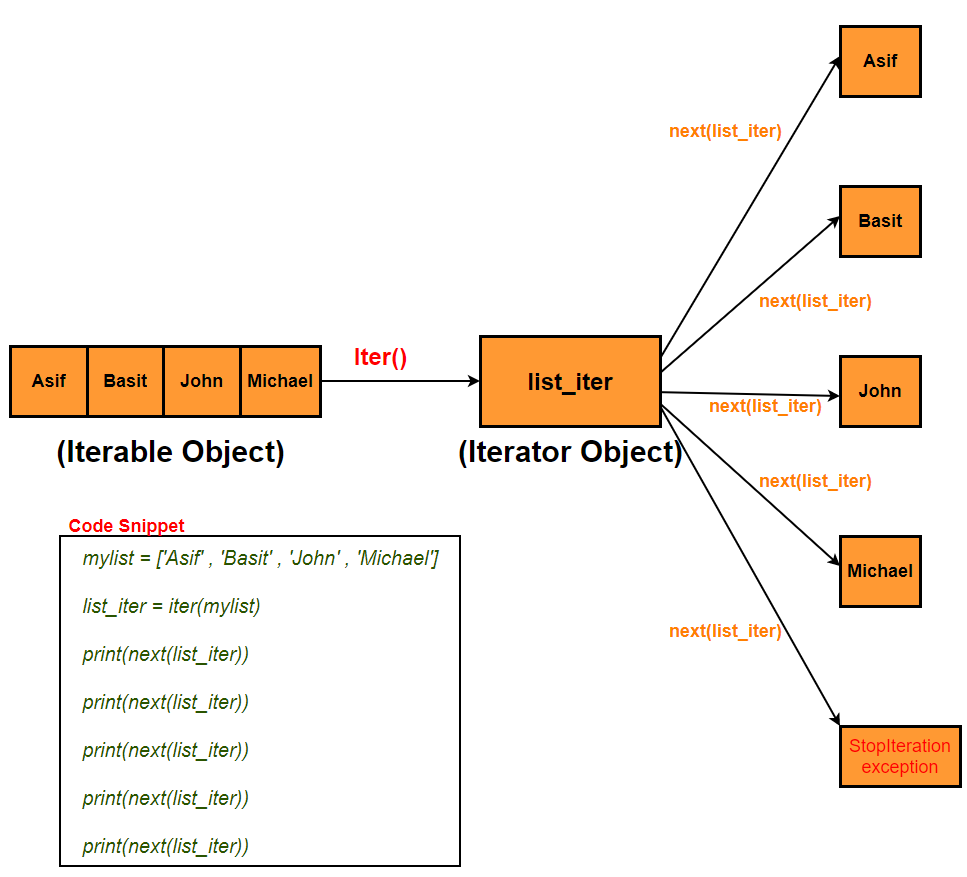 Asif
next(list_iter)
Basit
next(list_iter)
Iter()
Asif Basit John Michael
list_iter
John
next(list_iter)
(Iterable Object)
(Iterator Object)
next(list_iter)
Michael
next(list_iter)
StopIteration
exception
Code Snippet
mylist = ['Asif' , 'Basit' , 'John' , 'Michael']
list_iter = iter(mylist)
print(next(list_iter))
print(next(list_iter))
print(next(list_iter))
print(next(list_iter))
print(next(list_iter))